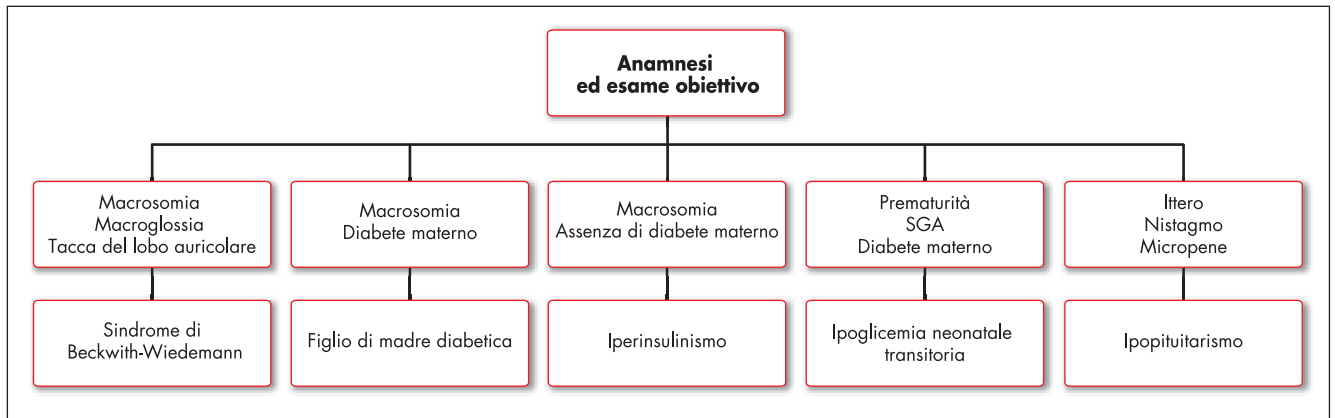 Anamnesi
ed esame obiettivo
Macrosomia
Macroglossia
Tacca del lobo auricolare
Macrosomia
Diabete materno
Macrosomia
Assenza di diabete materno
Prematurità
SGA
Diabete materno
Ittero
Nistagmo
Micropene
Sindrome di
Beckwith-Wiedemann
Figlio di madre diabetica
Iperinsulinismo
Ipoglicemia neonatale
transitoria
Ipopituitarismo